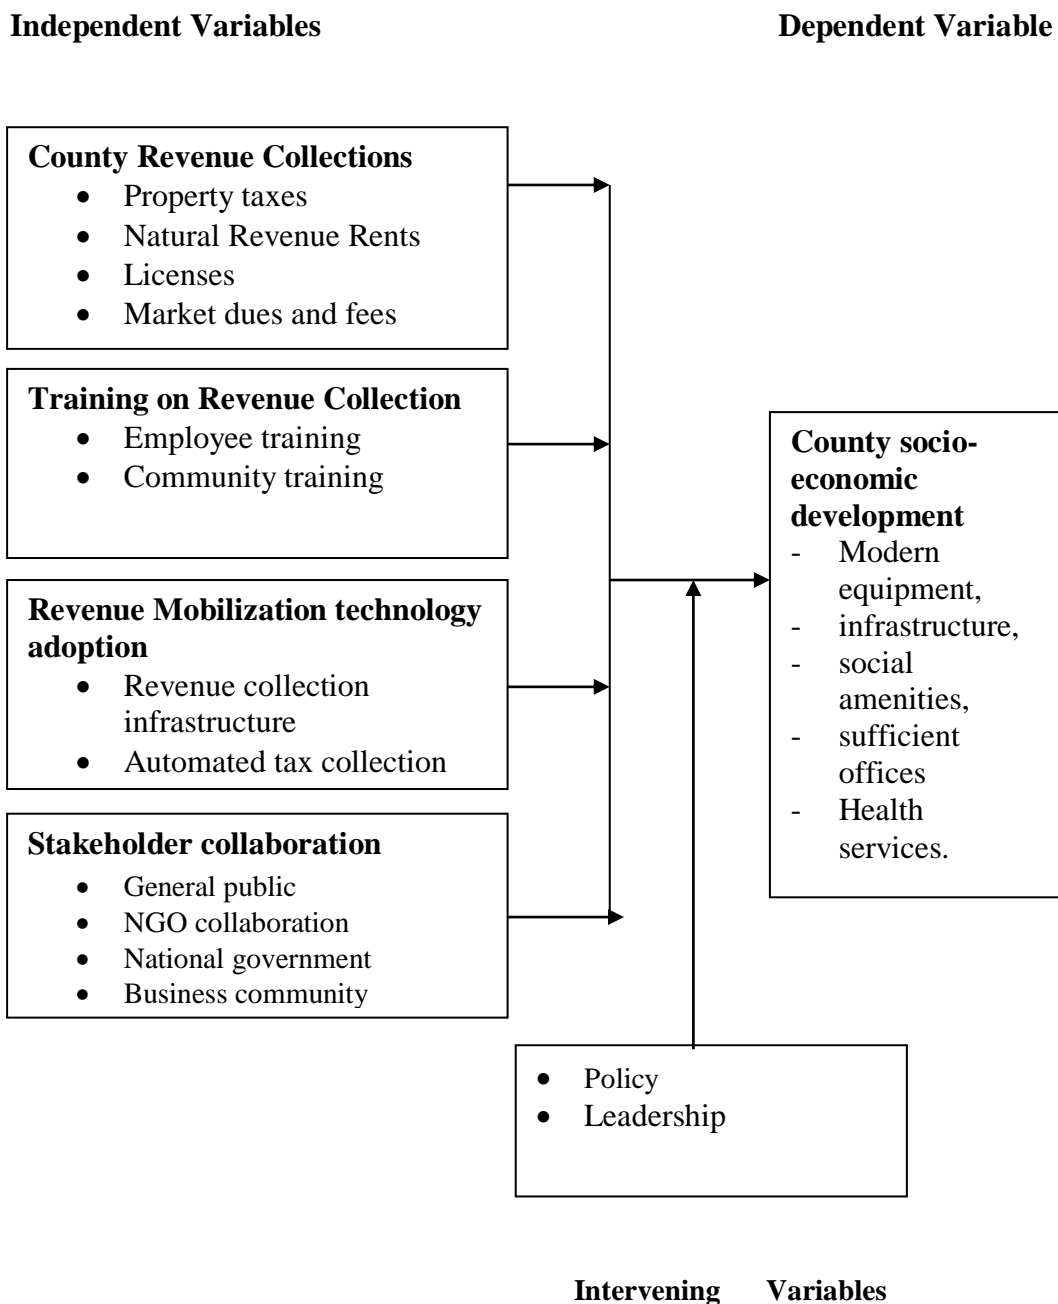 Independent Variables
Dependent Variable
County Revenue Collections
• Property taxes
• Natural Revenue Rents
• Licenses
• Market dues and fees
Training on Revenue Collection
• Employee training
• Community training
Revenue Mobilization technology
adoption
• Revenue collection
infrastructure
• Automated tax collection
Stakeholder collaboration
• General public
• NGO collaboration
• National government
• Business community
County socio-
economic
development
- Modern
equipment,
- infrastructure,
- social
amenities,
- sufficient
offices
- Health
services.
• Policy
• Leadership
Intervening Variables